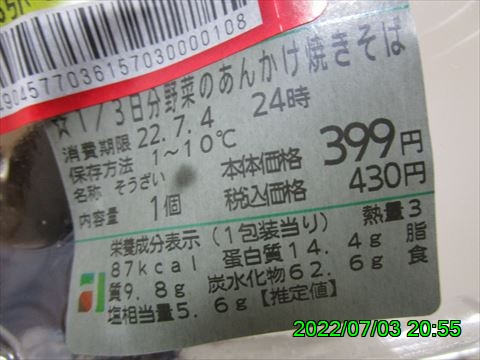 2904577036157030000108
☆1/3日分野菜のあんかけ焼きそば
消費期限 22.7.4 24時
保存方法 1~10℃
名称 そうざい 本体価格 399円
内容量 1個 税込価格 430円
栄養成分表示(1包装当り) 熱量3
87kcal 蛋白質14.4g 脂
質9.8g 炭水化物62.6g 食
塩相当量5.6g【推定値】
2022/07/03 20:55